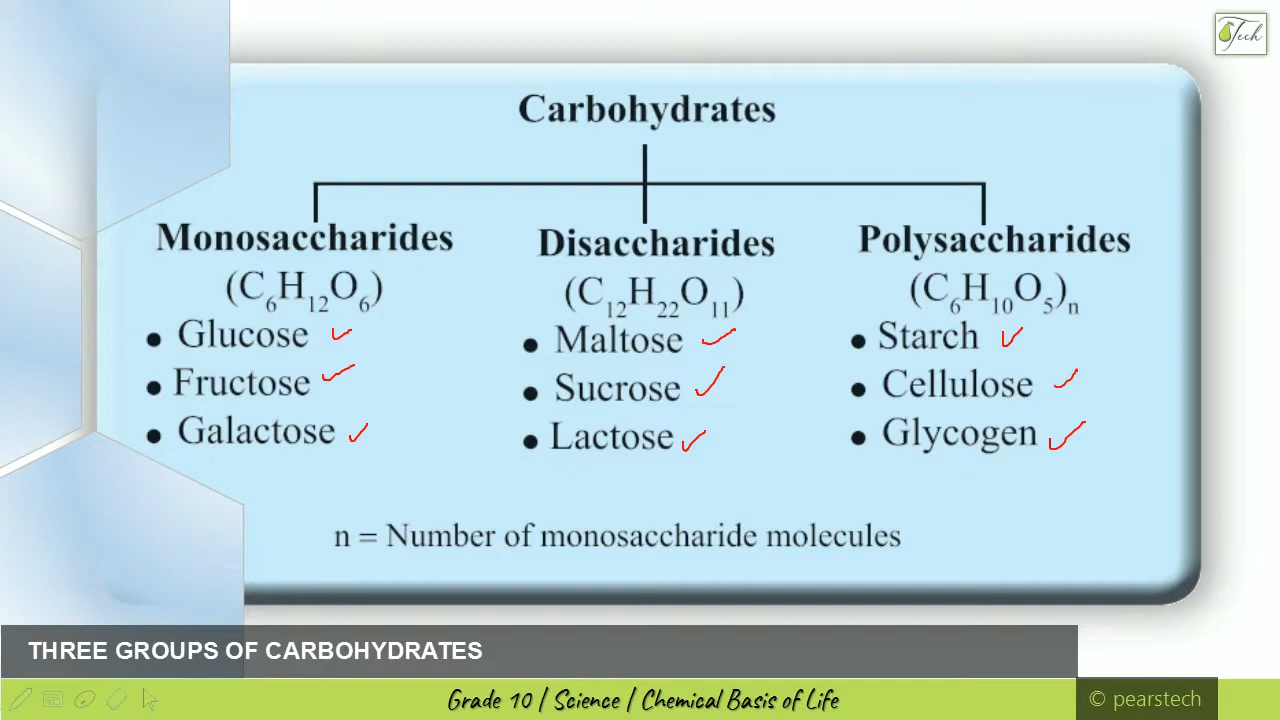 Tech
Carbohydrates
Monosaccharides
(C₆H₁₂O₆)
• Glucose
• Fructose
• Galactose
Disaccharides
(C₁₂H₂₂O₁₁)
• Maltose
• Sucrose
• Lactose
Polysaccharides
(C₆H₁₀O₅)ₙ
• Starch
• Cellulose
• Glycogen
n = Number of monosaccharide molecules
THREE GROUPS OF CARBOHYDRATES
Grade 10 | Science | Chemical Basis of Life
© pearstech